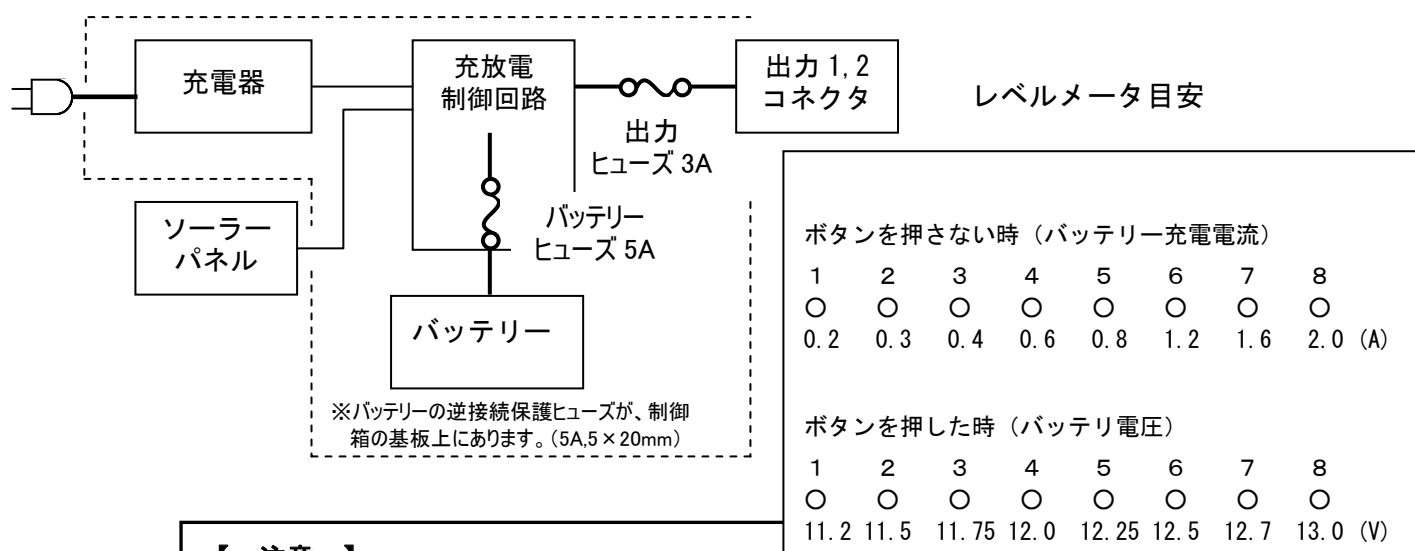 充電器
充放電
制御回路
出力 1,2
コネクタ
出力
ヒューズ 3A
ソーラー
パネル
バッテリー
ヒューズ 5A
バッテリー
※バッテリーの逆接続保護ヒューズが、制御
箱の基板上にあります。（5A,5×20mm）
レベルメータ目安
ボタンを押さない時（バッテリー充電電流）
1 2 3 4 5 6 7 8
○ ○ ○ ○ ○ ○ ○ ○
0.2 0.3 0.4 0.6 0.8 1.2 1.6 2.0 (A)
ボタンを押した時（バッテリ電圧）
1 2 3 4 5 6 7 8
○ ○ ○ ○ ○ ○ ○ ○
11.2 11.5 11.75 12.0 12.25 12.5 12.7 13.0 (V)
【 注意 】